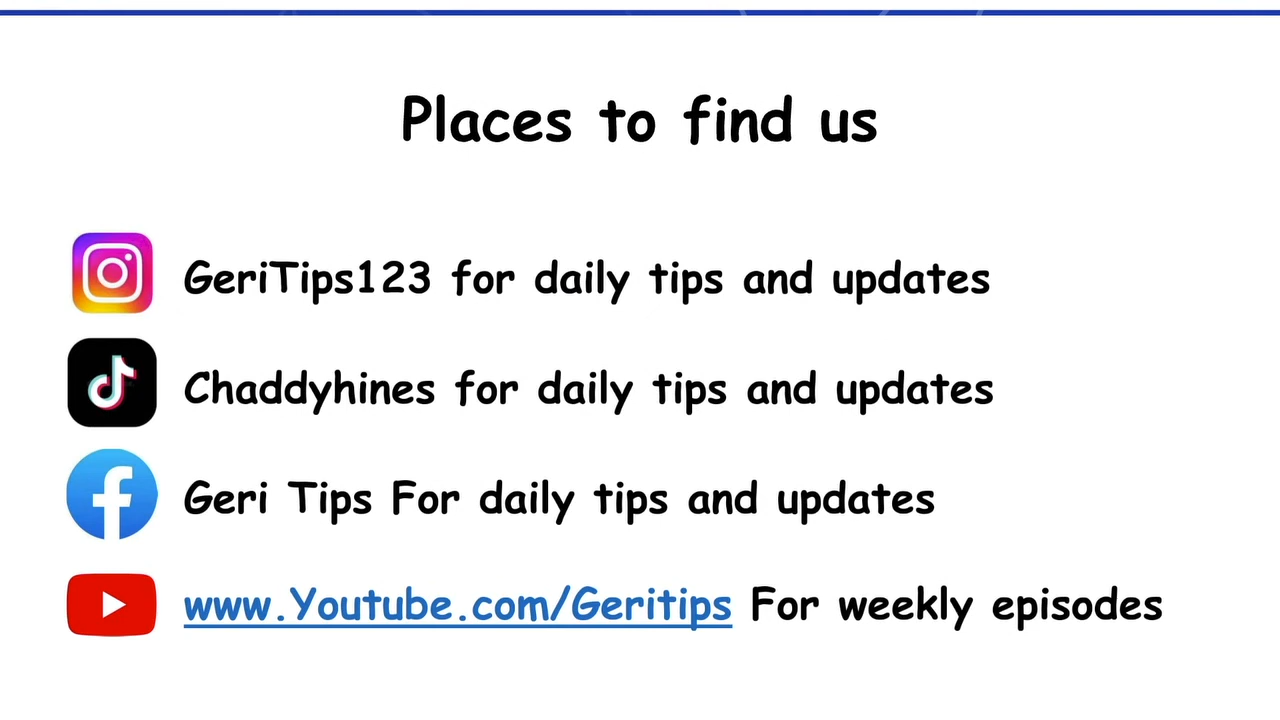 Places to find us
GeriTips123 for daily tips and updates
Chaddyhines for daily tips and updates
Geri Tips For daily tips and updates
www.Youtube.com/Geritips For weekly episodes